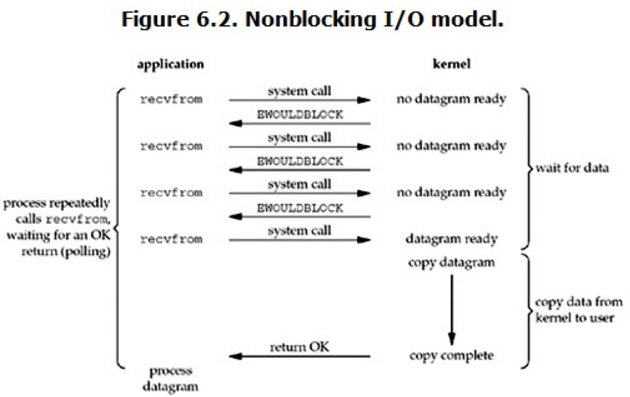 Figure 6.2. Nonblocking I/O model.
application kernel
recvfrom system call no datagram ready
EWOULDBLOCK
recvfrom system call no datagram ready
EWOULDBLOCK
wait for data
recvfrom system call no datagram ready
process repeatedly
calls recvfrom,
waiting for an OK
return (polling)
EWOULDBLOCK
recvfrom system call datagram ready
copy datagram
copy data from
kernel to user
return OK copy complete
process
datagram